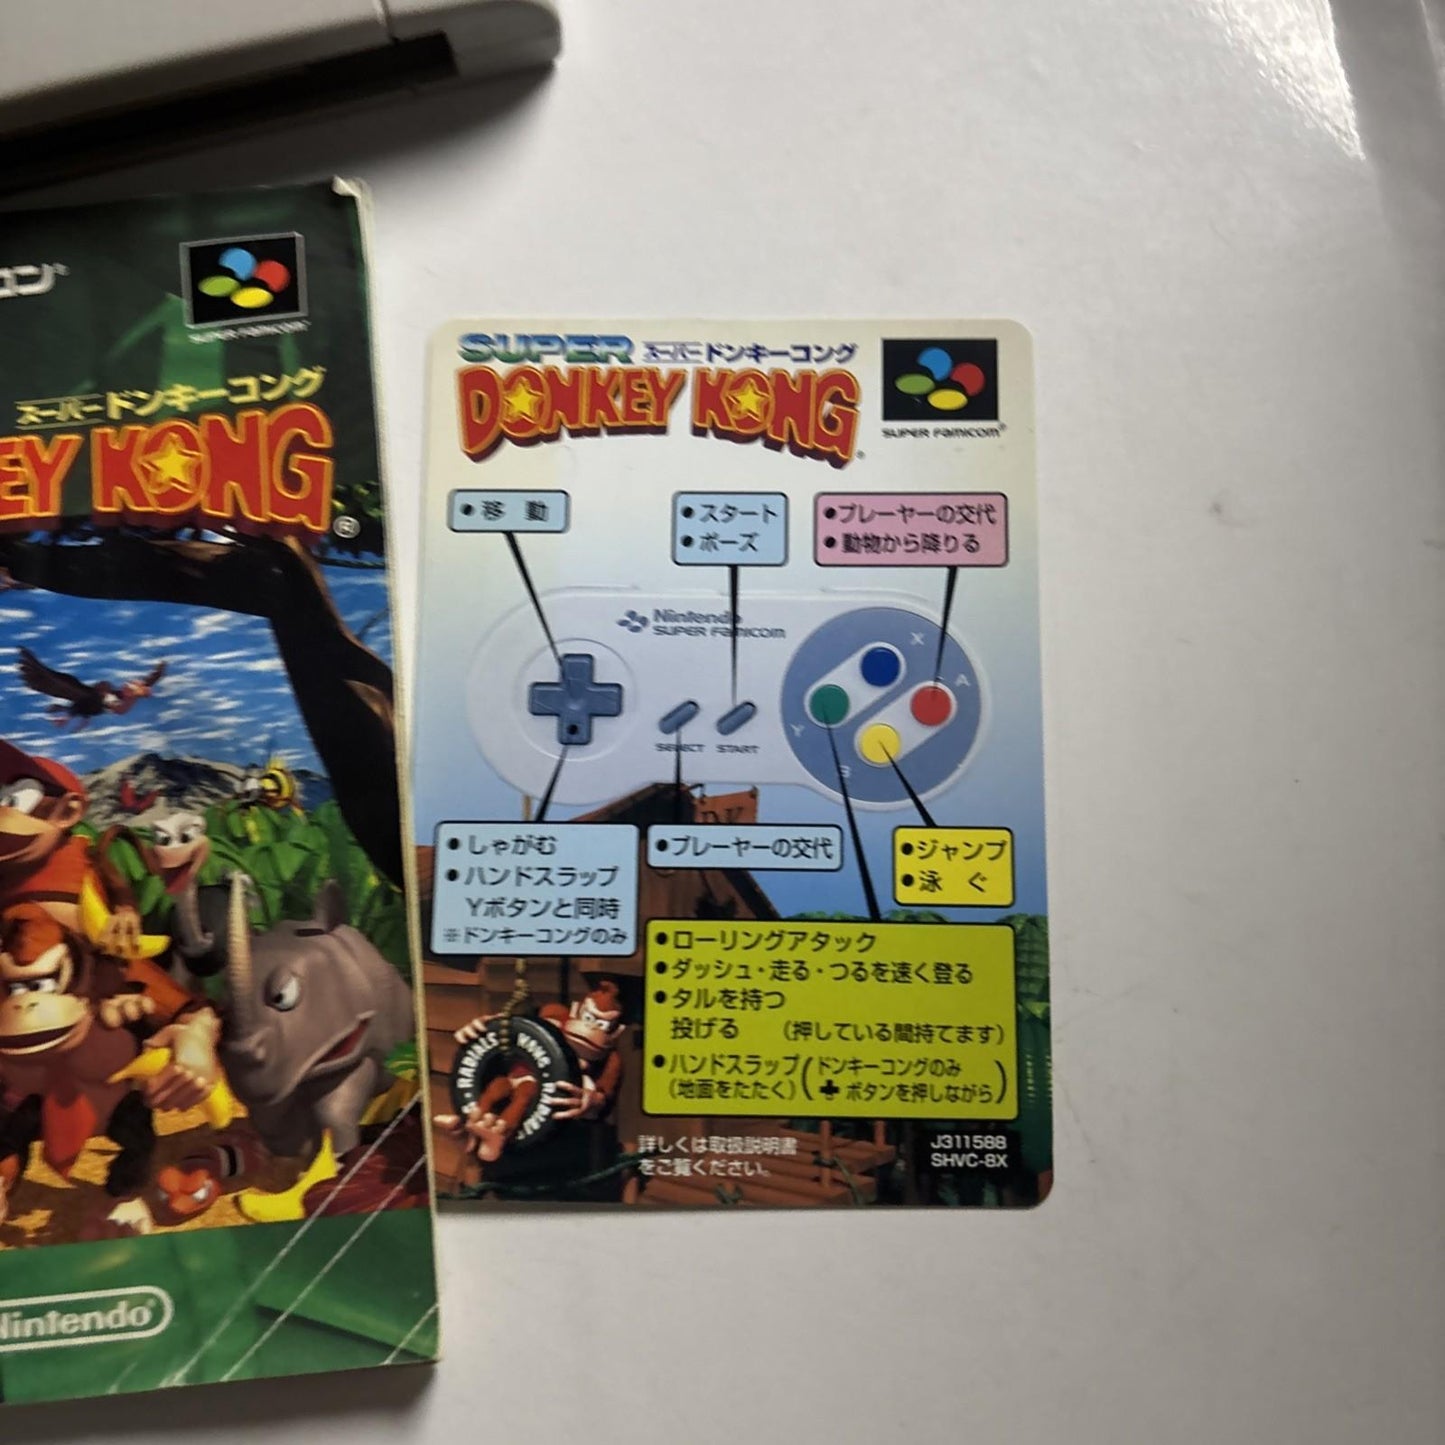 コン
SUPER FAMICOM
スーパードンキーコング
EY KONG®
Nintendo®
SUPER スーパードンキーコング
DONKEY KONG®
SUPER FAMICOM®
●移 動
●スタート
●ポーズ
●プレーヤーの交代
●動物から降りる
Nintendo
SUPER FAMICOM
X
A
Y
B
SELECT START
●しゃがむ
●ハンドスラップ
Yボタンと同時
※ドンキーコングのみ
●プレーヤーの交代
●ジャンプ
●泳 ぐ
●ローリングアタック
●ダッシュ・走る・つるを速く登る
●タルを持つ
投げる (押している間持てます)
●ハンドスラップ(ドンキーコングのみ
(地面をたたく) ✚ボタンを押しながら)
RADIALS KONG RADIALS
詳しくは取扱説明書
をご覧ください。
J311588
SHVC-8X